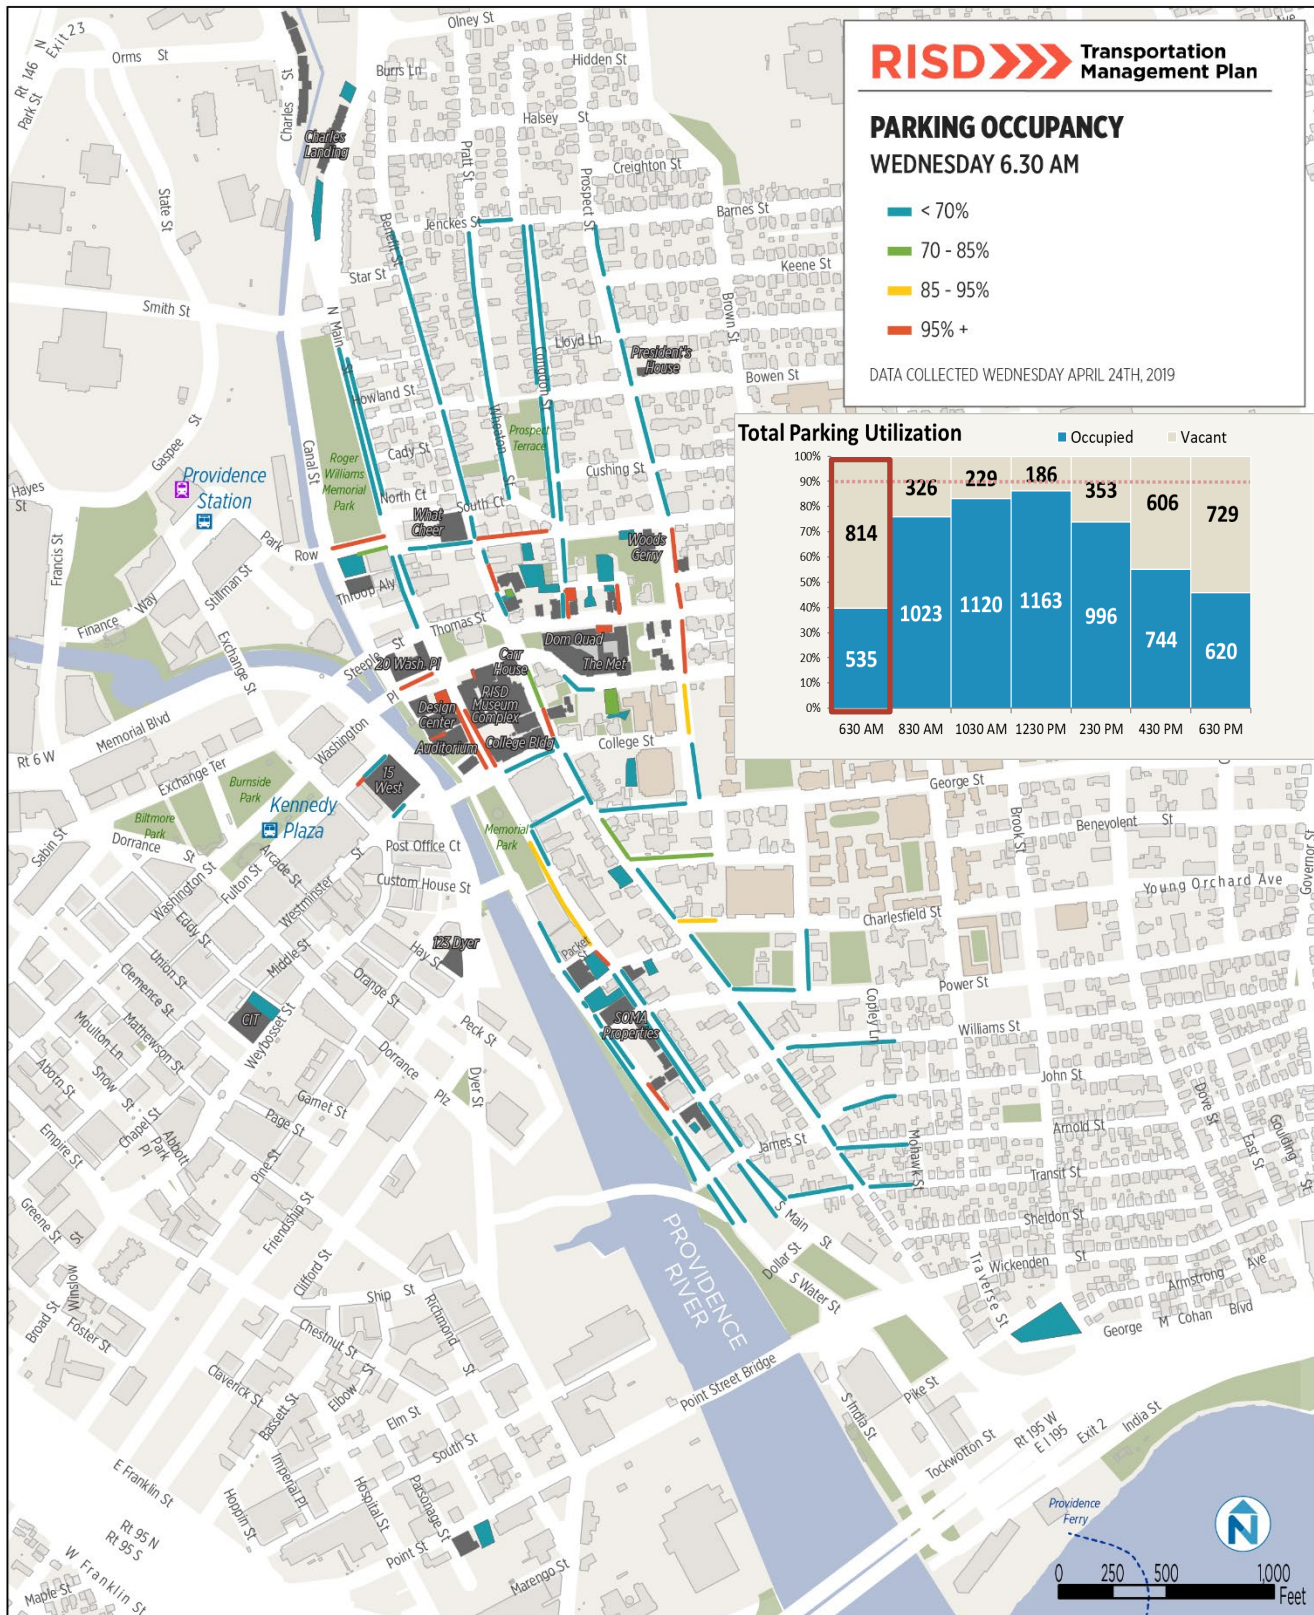 RISD
Transportation
Management Plan
PARKING OCCUPANCY
WEDNESDAY 6.30 AM
< 70%
70 - 85%
85 - 95%
95% +
DATA COLLECTED WEDNESDAY APRIL 24TH, 2019
Total Parking Utilization
Occupied
Vacant
100%
90%
80%
70%
60%
50%
40%
30%
20%
10%
0%
814
326
229
186
353
606
729
535
1023
1120
1163
996
744
620
630 AM
830 AM
1030 AM
1230 PM
230 PM
430 PM
630 PM
Rt 146 N
Exit 23
Park St
Orms St
Charles St
Olney St
Burrs Ln
Hidden St
Halsey St
Charles
Landing
Pratt St
Prospect St
Creighton St
Barnes St
State St
Benefit St
Jenckes St
Keene St
Star St
Smith St
N Main St
Brown St
Lloyd Ln
Congdon St
President's
House
Bowen St
Howland St
Gaspee St
Canal St
Wheaton St
Prospect
Terrace
Cady St
Roger
Williams
Memorial
Park
Cushing St
Hayes
St
Providence
Station
North Ct
South Ct
What
Cheer
Woods
Gerry
Francis St
Park
Row
Stillman St
Throop Aly
Finance Way
Thomas St
Exchange St
Steeple St
20 Wash. Pl
Carr
House
Dom Quad
The Met
RISD
Museum
Complex
Design
Center
Auditorium
College Bldg
College St
Memorial Blvd
Rt 6 W
Washington Pl
Exchange Ter
15
West
Burnside
Park
Kennedy
Plaza
Biltmore
Park
Dorrance St
Sabin St
George St
Brook St
Benevolent St
Governor St
Memorial
Park
Post Office Ct
Custom House St
Arcade St
Fulton St
Washington St
Westminster St
Young Orchard Ave
Charlesfield St
Eddy St
Union St
Middle St
Hay St
123 Dyer
Packet St
Clemence St
Orange St
Power St
Copley Ln
CIT
Weybosset St
Mathewson St
Moulton Ln
Snow St
Aborn St
Peck St
SOMA
Properties
Williams St
John St
Dorrance Plz
Dyer St
Garnet St
Page St
Chapel St
Abbott
Park
Pl
Empire St
Pine St
Arnold St
Dove St
East St
Goulding St
James St
Mohawk St
Transit St
Greene St
Friendship St
Sheldon St
S Main St
PROVIDENCE
RIVER
Dollar St
S Water St
Wickenden St
Traverse St
Armstrong Ave
Clifford St
Winslow
Broad St
Foster St
Ship St
Richmond St
George M Cohan Blvd
Chestnut St
Claverick St
Elbow St
Bassett St
Elm St
Point Street Bridge
Pike St
S India St
South St
Imperial Pl
E Franklin St
Hospital St
Parsonage St
Hoppin St
Point St
Marengo St
Rt 95 N
Rt 95 S
W Franklin St
Maple St
Tockwotton St
Rt 195 W
E I 195
Exit 2
India St
Providence
Ferry
N
0 250 500 1,000
Feet